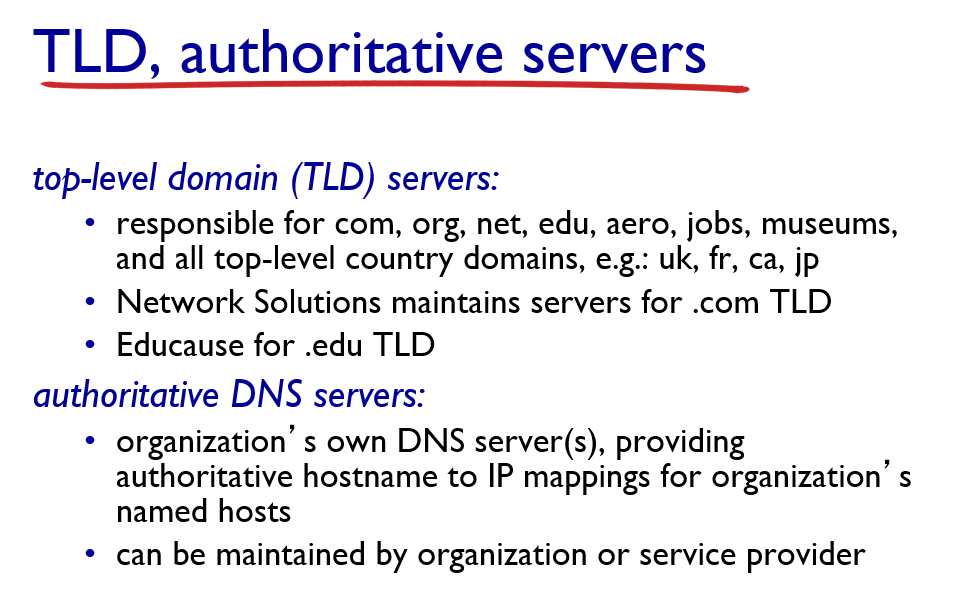 TLD, authoritative servers
top-level domain (TLD) servers:
• responsible for com, org, net, edu, aero, jobs, museums,
and all top-level country domains, e.g.: uk, fr, ca, jp
• Network Solutions maintains servers for .com TLD
• Educause for .edu TLD
authoritative DNS servers:
• organization’s own DNS server(s), providing
authoritative hostname to IP mappings for organization’s
named hosts
• can be maintained by organization or service provider